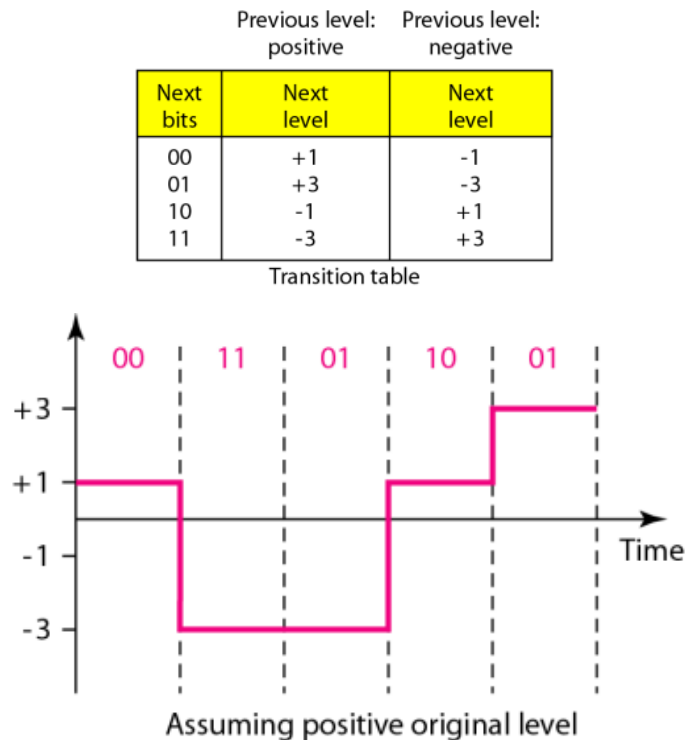 Previous level: Previous level:
positive negative
Next Next Next
bits level level
00 +1 -1
01 +3 -3
10 -1 +1
11 -3 +3
Transition table
00 11 01 10 01
+3
+1
-1
Time
-3
Assuming positive original level